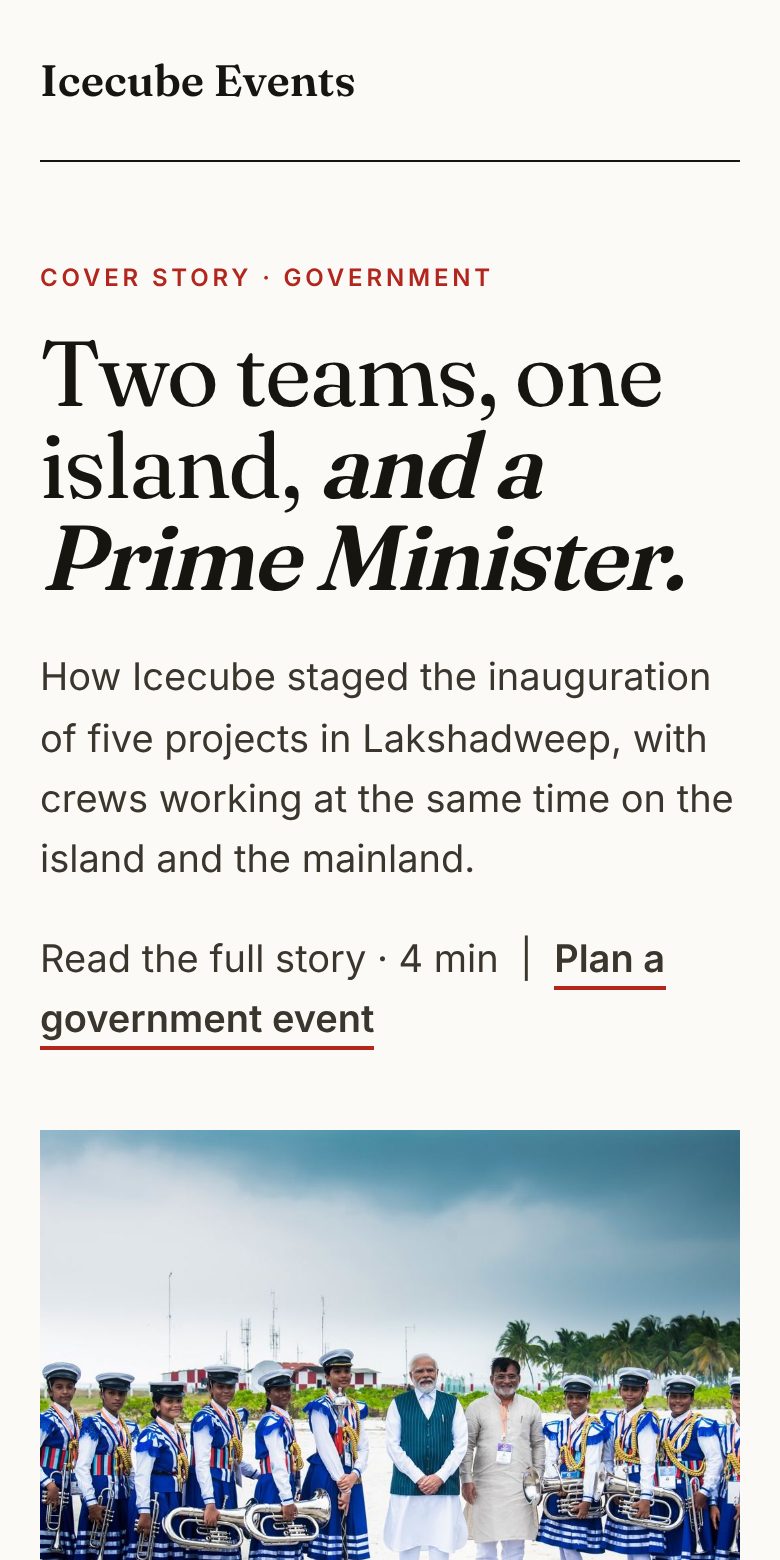 Icecube Events
COVER STORY · GOVERNMENT
Two teams, one
island, and a
Prime Minister.
How Icecube staged the inauguration
of five projects in Lakshadweep, with
crews working at the same time on the
island and the mainland.
Read the full story · 4 min | Plan a
government event